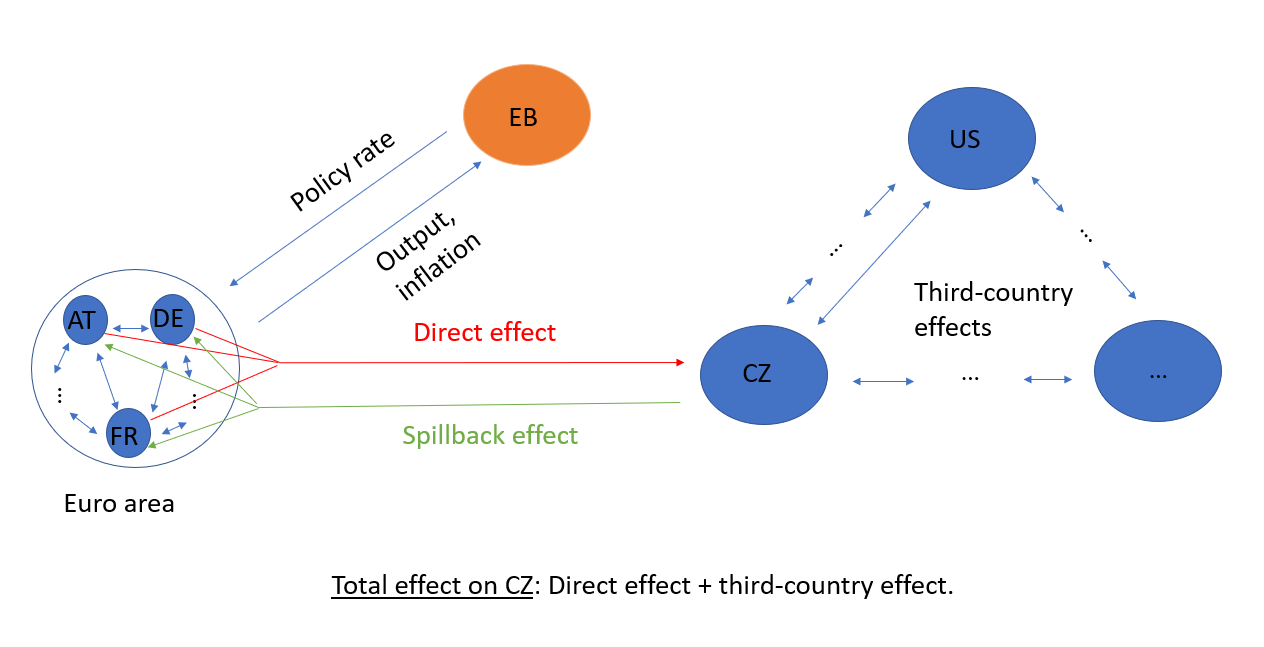 EB
US
Policy rate
Output,
inflation
...
...
Third-country
effects
AT
DE
Direct effect
CZ
...
...
...
...
...
FR
Spillback effect
Euro area
Total effect on CZ: Direct effect + third-country effect.